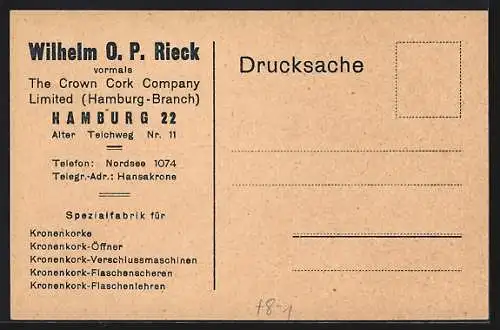 Wilhelm O. P. Rieck
vormals
The Crown Cork Company
Limited (Hamburg-Branch)
HAMBURG 22
Alter Teichweg Nr. 11
Telefon: Nordsee 1074
Telegr.-Adr.: Hansakrone
Spezialfabrik für
Kronenkorke
Kronenkork-Öffner
Kronenkork-Verschlussmaschinen
Kronenkork-Flaschenscheren
Kronenkork-Flaschenlehren
Drucksache